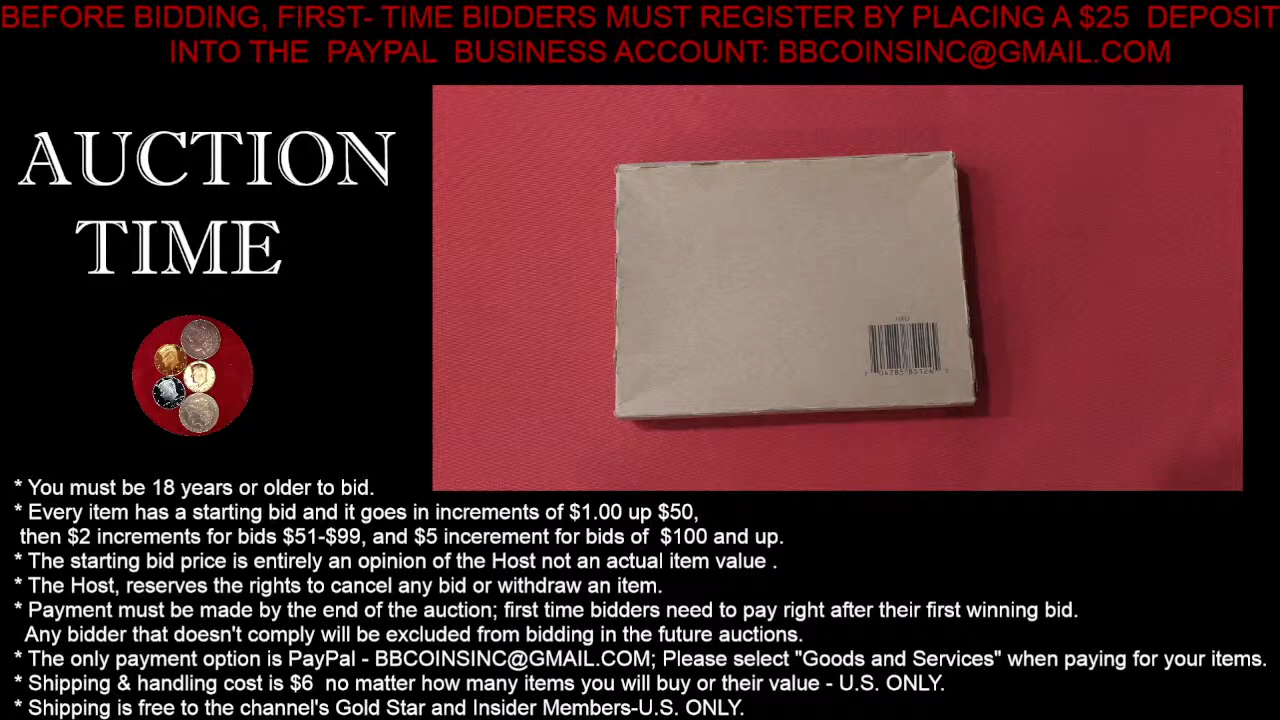 BEFORE BIDDING, FIRST- TIME BIDDERS MUST REGISTER BY PLACING A $25 DEPOSIT
INTO THE PAYPAL BUSINESS ACCOUNT: BBCOINSINC@GMAIL.COM
AUCTION
TIME
* You must be 18 years or older to bid.
* Every item has a starting bid and it goes in increments of $1.00 up $50,
then $2 increments for bids $51-$99, and $5 incerement for bids of $100 and up.
* The starting bid price is entirely an opinion of the Host not an actual item value .
* The Host, reserves the rights to cancel any bid or withdraw an item.
* Payment must be made by the end of the auction; first time bidders need to pay right after their first winning bid.
Any bidder that doesn't comply will be excluded from bidding in the future auctions.
* The only payment option is PayPal - BBCOINSINC@GMAIL.COM; Please select "Goods and Services" when paying for your items.
* Shipping & handling cost is $6 no matter how many items you will buy or their value - U.S. ONLY.
* Shipping is free to the channel's Gold Star and Insider Members-U.S. ONLY.